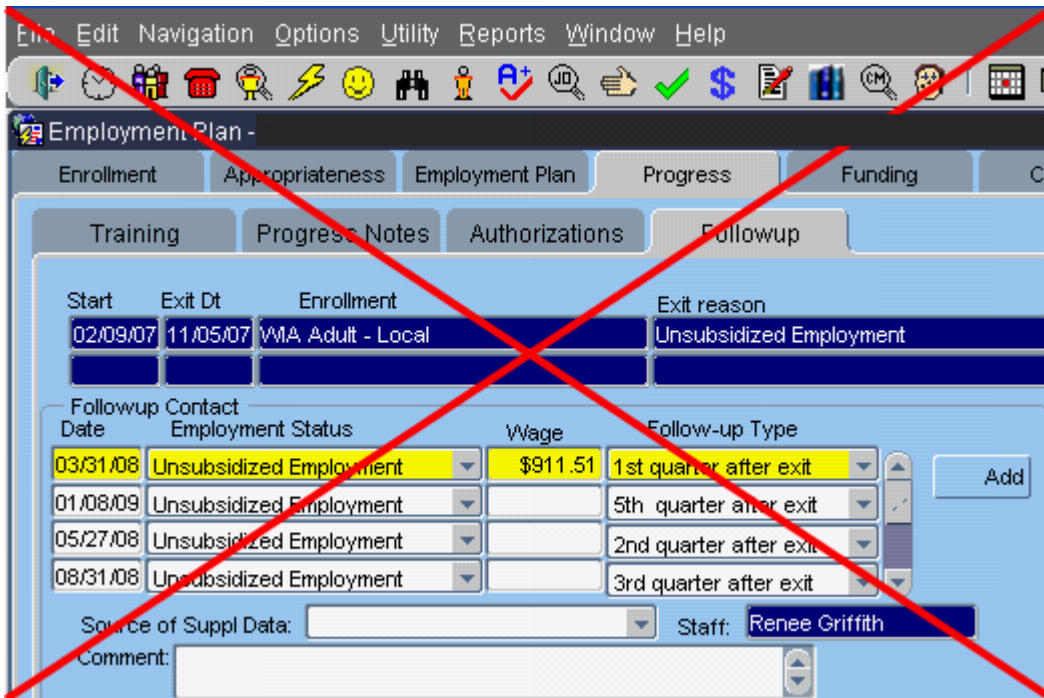 File Edit Navigation Options Utility Reports Window Help
A+ JO $ CM
Employment Plan -
Enrollment Appropriateness Employment Plan Progress Funding C
Training Progress Notes Authorizations Followup
Start Exit Dt Enrollment Exit reason
02/09/07 11/05/07 WIA Adult - Local Unsubsidized Employment
Followup Contact
Date Employment Status Wage Follow-up Type
03/31/08 Unsubsidized Employment $911.51 1st quarter after exit Add
01/08/09 Unsubsidized Employment 5th quarter after exit
05/27/08 Unsubsidized Employment 2nd quarter after exit
08/31/08 Unsubsidized Employment 3rd quarter after exit
Source of Suppl Data: Staff: Renee Griffith
Comment: